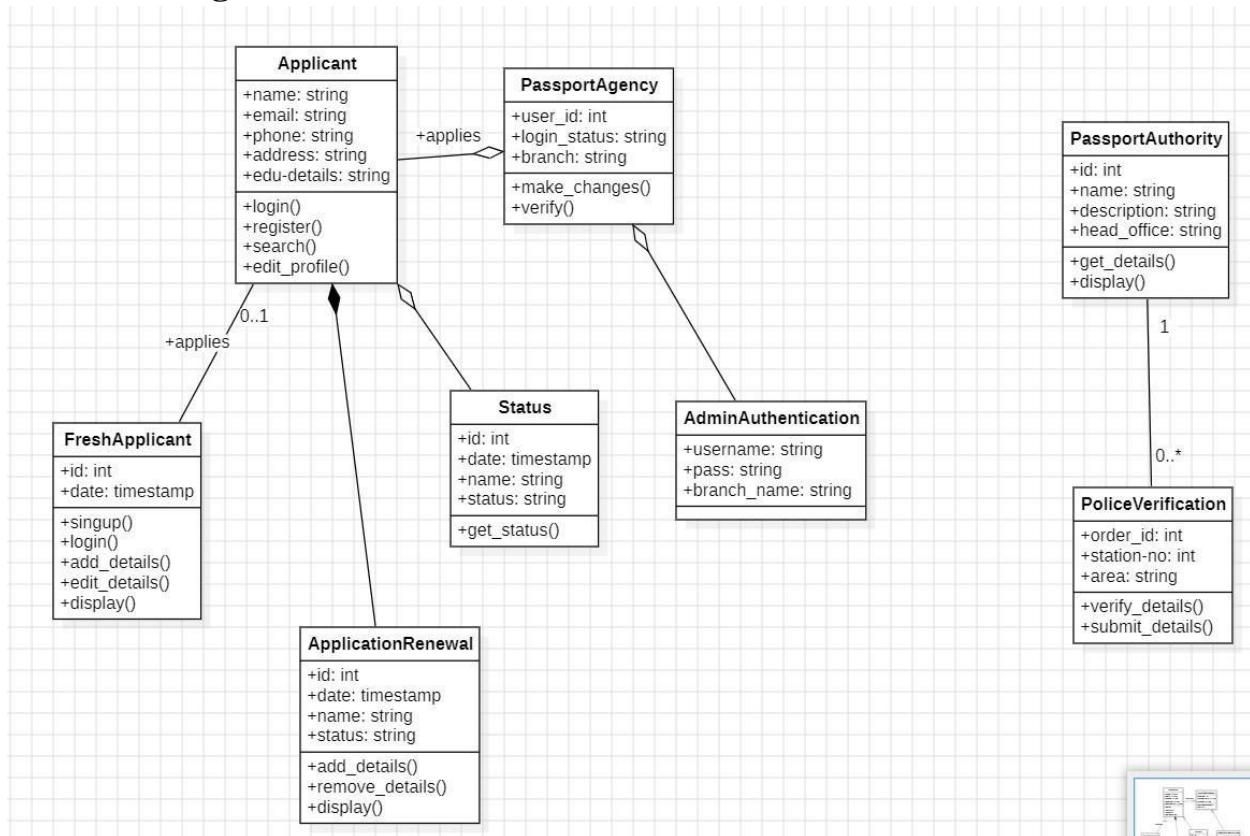 Applicant
+name: string
+email: string
+phone: string
+address: string
+edu-details: string
+login()
+register()
+search()
+edit_profile()
+applies
PassportAgency
+user_id: int
+login_status: string
+branch: string
+make_changes()
+verify()
PassportAuthority
+id: int
+name: string
+description: string
+head_office: string
+get_details()
+display()
0..1
+applies
1
0..*
FreshApplicant
+id: int
+date: timestamp
+singup()
+login()
+add_details()
+edit_details()
+display()
Status
+id: int
+date: timestamp
+name: string
+status: string
+get_status()
AdminAuthentication
+username: string
+pass: string
+branch_name: string
PoliceVerification
+order_id: int
+station-no: int
+area: string
+verify_details()
+submit_details()
ApplicationRenewal
+id: int
+date: timestamp
+name: string
+status: string
+add_details()
+remove_details()
+display()